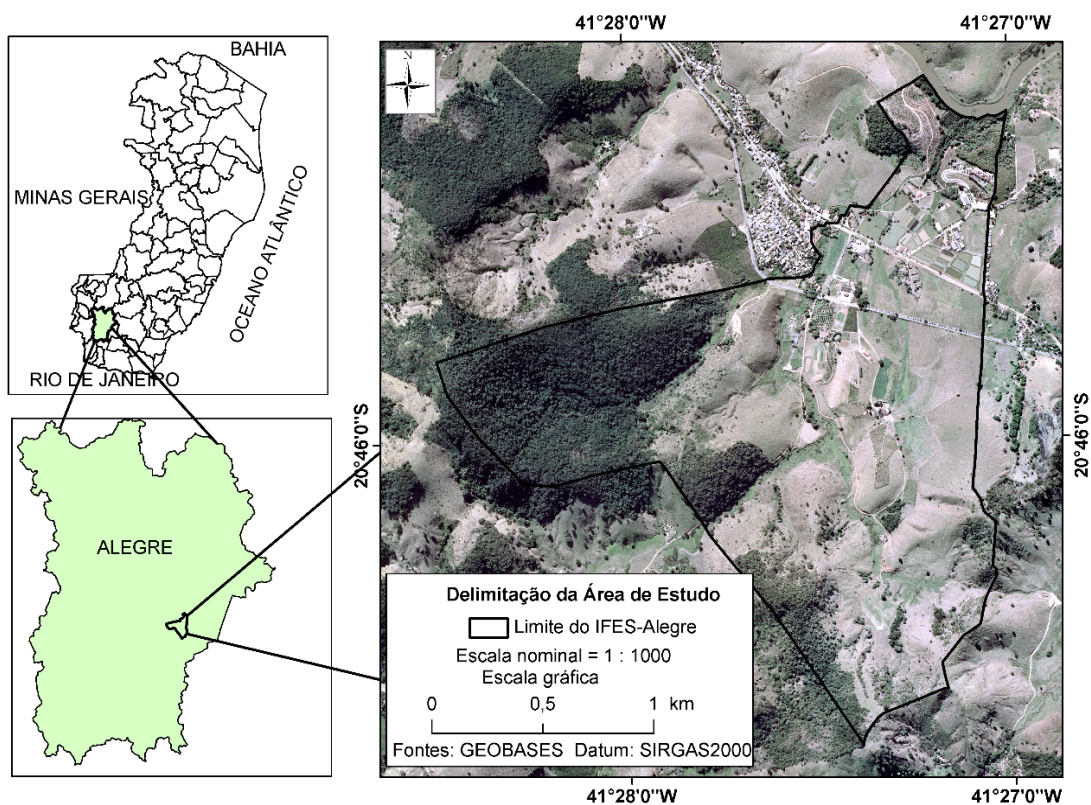 BAHIA
MINAS GERAIS
OCEANO ATLÂNTICO
RIO DE JANEIRO
ALEGRE
41°28'0"W
41°27'0"W
N
20°46'0"S
20°46'0"S
Delimitação da Área de Estudo
Limite do IFES-Alegre
Escala nominal = 1 : 1000
Escala gráfica
0 0,5 1 km
Fontes: GEOBASES Datum: SIRGAS2000
41°28'0"W
41°27'0"W